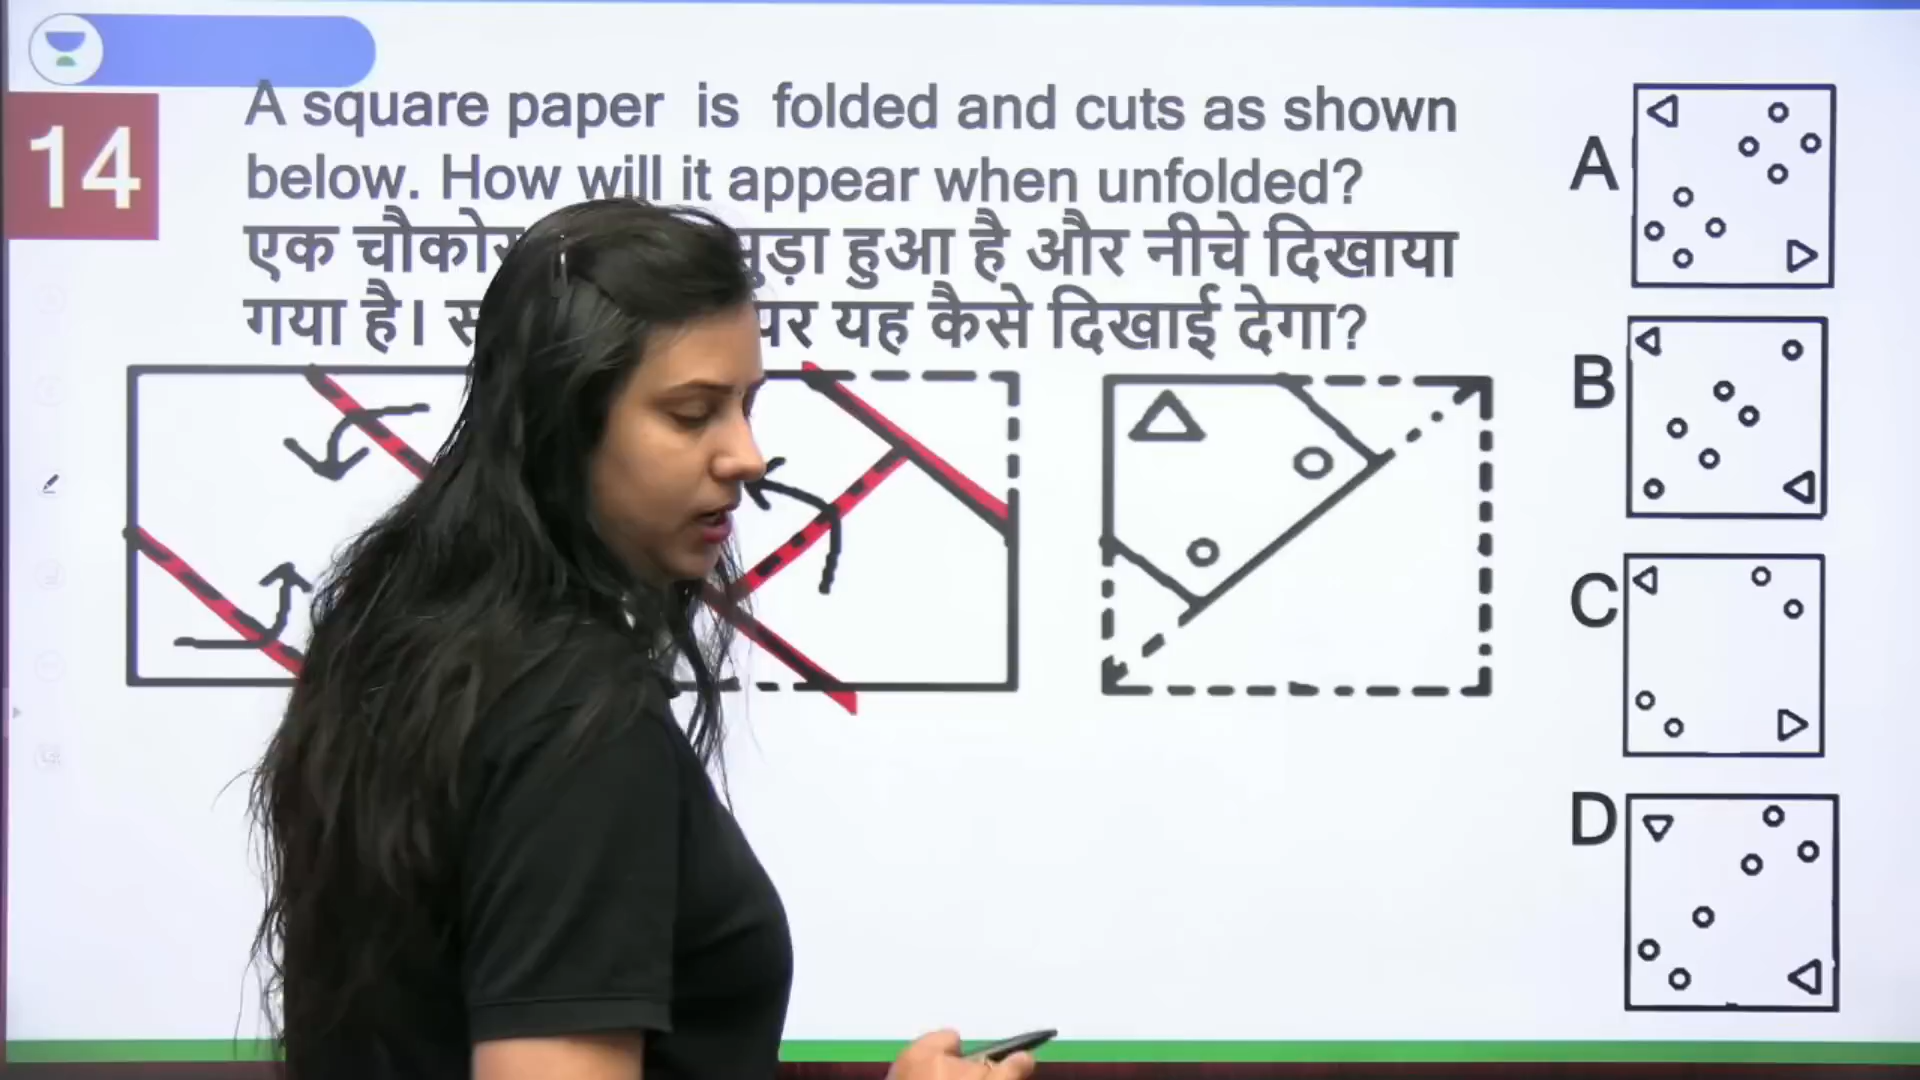 14
A square paper is folded and cuts as shown
below. How will it appear when unfolded?
एक हुआ है और नीचे दिखाया
गया है। पर यह कैसे दिखाई देगा?
A
B
C
D